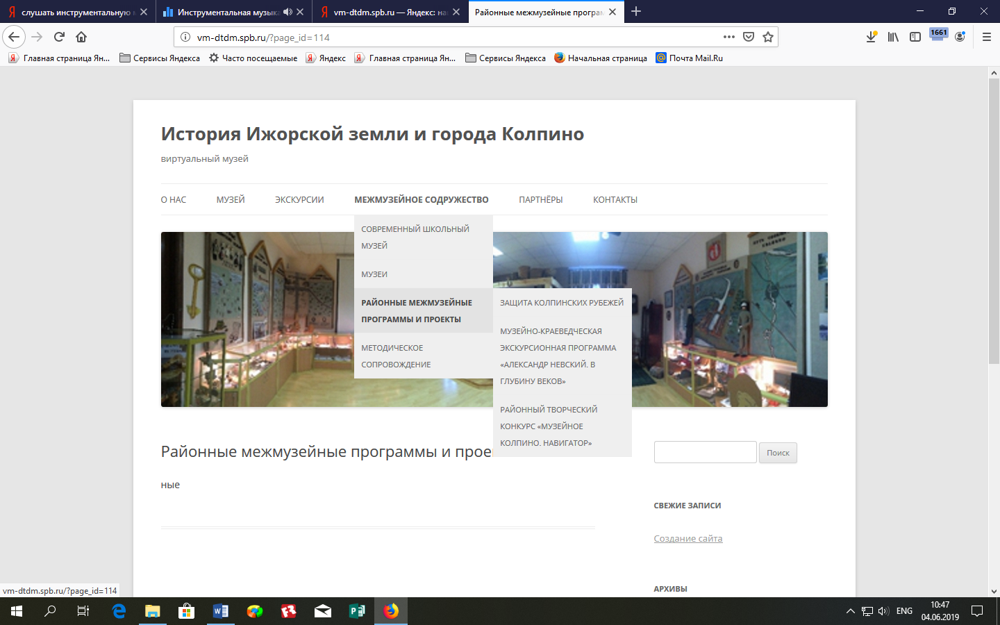 слушать инструментальную
Инструментальная музыка
vm-dtdm.spb.ru — Яндекс: на
Районные межмузейные програм
vm-dtdm.spb.ru/?page_id=114
1661
Главная страница Ян...
Сервисы Яндекса
Часто посещаемые
Яндекс
Главная страница Ян...
Сервисы Яндекса
Начальная страница
Почта Mail.Ru
История Ижорской земли и города Колпино
виртуальный музей
О НАС
МУЗЕЙ
ЭКСКУРСИИ
МЕЖМУЗЕЙНОЕ СОДРУЖЕСТВО
ПАРТНЁРЫ
КОНТАКТЫ
СОВРЕМЕННЫЙ ШКОЛЬНЫЙ
МУЗЕЙ
МУЗЕИ
РАЙОННЫЕ МЕЖМУЗЕЙНЫЕ
ПРОГРАММЫ И ПРОЕКТЫ
МЕТОДИЧЕСКОЕ
СОПРОВОЖДЕНИЕ
ЗАЩИТА КОЛПИНСКИХ РУБЕЖЕЙ
МУЗЕЙНО-КРАЕВЕДЧЕСКАЯ
ЭКСКУРСИОННАЯ ПРОГРАММА
«АЛЕКСАНДР НЕВСКИЙ. В
ГЛУБИНУ ВЕКОВ»
РАЙОННЫЙ ТВОРЧЕСКИЙ
КОНКУРС «МУЗЕЙНОЕ
КОЛПИНО. НАВИГАТОР»
Районные межмузейные программы и прое
ные
Поиск
СВЕЖИЕ ЗАПИСИ
Создание сайта
АРХИВЫ
vm-dtdm.spb.ru/?page_id=114
ENG
10:47
04.06.2019